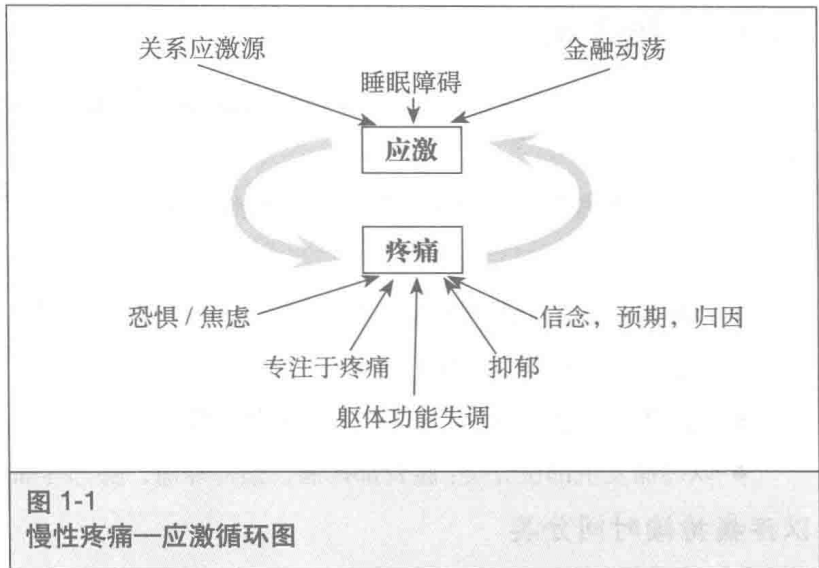 关系应激源
金融动荡
睡眠障碍
应激
疼痛
恐惧 / 焦虑
信念，预期，归因
专注于疼痛
抑郁
躯体功能失调
图 1-1
慢性疼痛—应激循环图